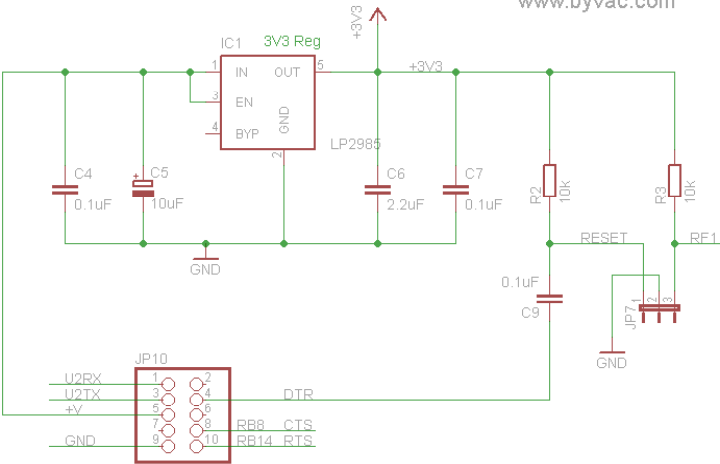 www.byvac.com
+3V3
IC1 3V3 Reg
1 IN OUT 5 +3V3
3 EN
4 BYP GND
2 LP2985
C4 0.1uF
+ C5 10uF
C6 2.2uF
C7 0.1uF
R2 10k
R3 10k
GND
RESET RF1
0.1uF
C9
JP7 1 2 3
GND
JP10
U2RX 1 2
U2TX 3 4 DTR
+V 5 6
7 8 RB8 CTS
GND 9 10 RB14 RTS